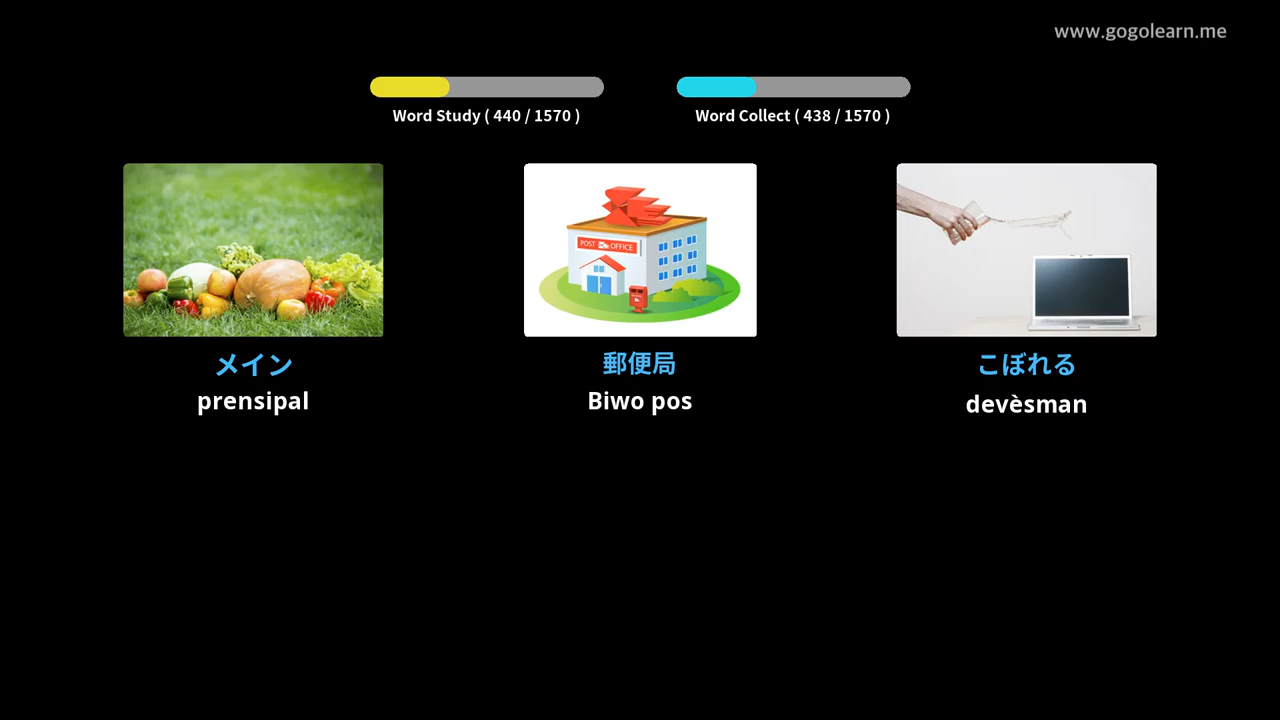 www.gogolearn.me
Word Study ( 440 / 1570 )
Word Collect ( 438 / 1570 )
POST OFFICE
メイン
郵便局
こぼれる
prensipal
Biwo pos
devèsman